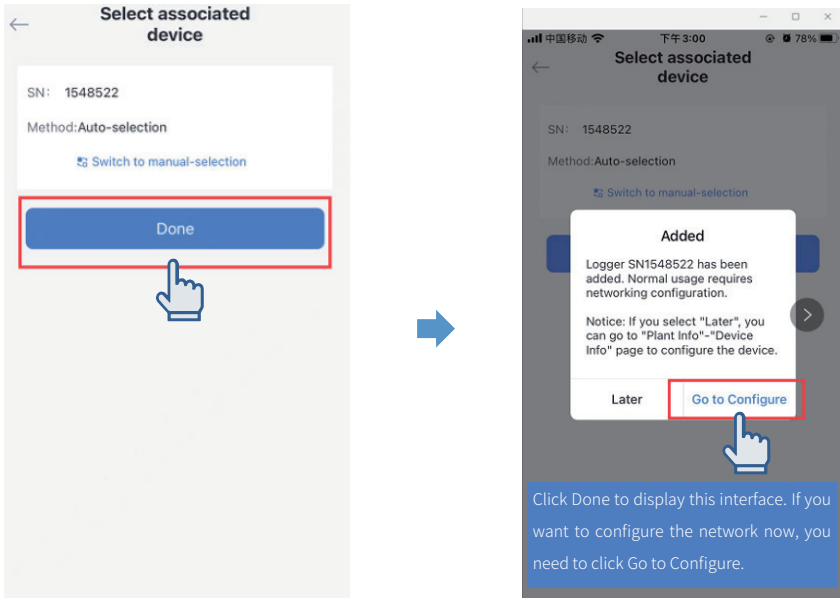 Select associated
device
SN: 1548522
Method:Auto-selection
Switch to manual-selection
Done
中国移动
下午3:00
78%
Select associated
device
SN: 1548522
Method:Auto-selection
Switch to manual-selection
Added
Logger SN1548522 has been
added. Normal usage requires
networking configuration.
Notice: If you select "Later", you
can go to "Plant Info"-"Device
Info" page to configure the device.
Later
Go to Configure
Click Done to display this interface. If you
want to configure the network now, you
need to click Go to Configure.